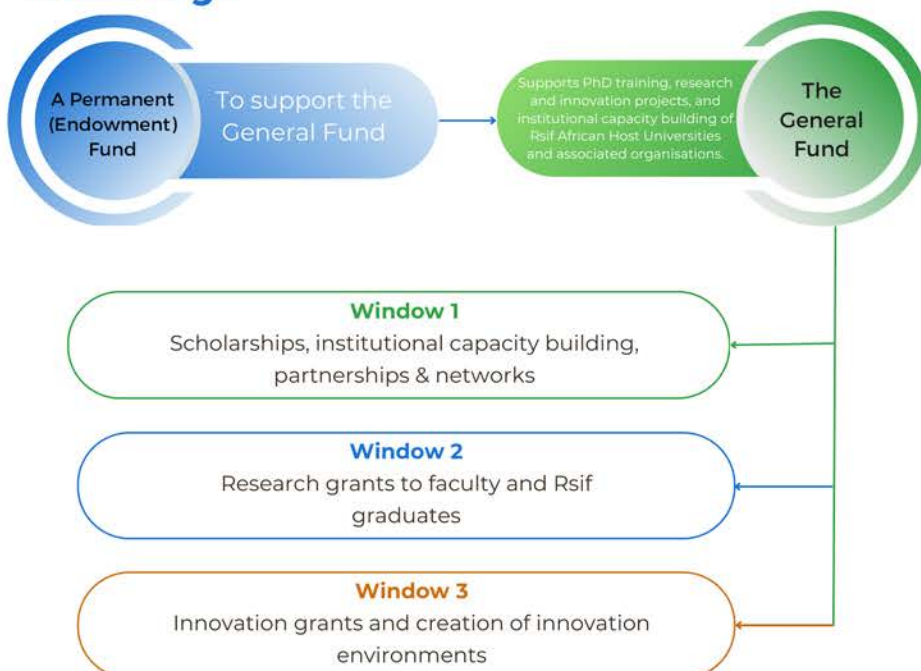 A Permanent
(Endowment)
Fund
To support the
General Fund
Supports PhD training, research
and innovation projects, and
institutional capacity building of
Rsif African Host Universities
and associated organisations.
The
General
Fund
Window 1
Scholarships, institutional capacity building,
partnerships & networks
Window 2
Research grants to faculty and Rsif
graduates
Window 3
Innovation grants and creation of innovation
environments